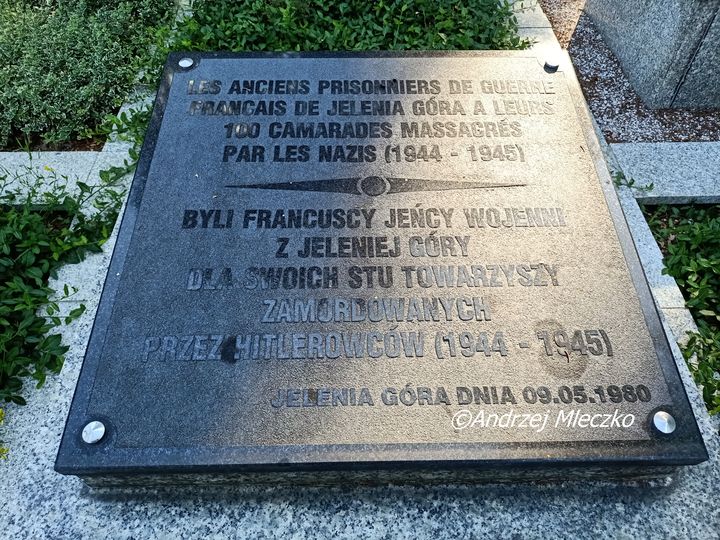 LES ANCIENS PRISONNIERS DE GUERRE
FRANCAIS DE JELENIA GÓRA A LEURS
100 CAMARADES MASSAGRÉS
PAR LES NAZIS (1944 - 1945)
BYLI FRANCUSCY JEŃCY WOJENNI
Z JELENIEJ GÓRY
DLA SWOICH STU TOWARZYSZY
ZAMORDOWANYCH
PRZEZ HITLEROWCÓW (1944 - 1945)
JELENIA GÓRA DNIA 09.05.1980
©Andrzej Mleczko